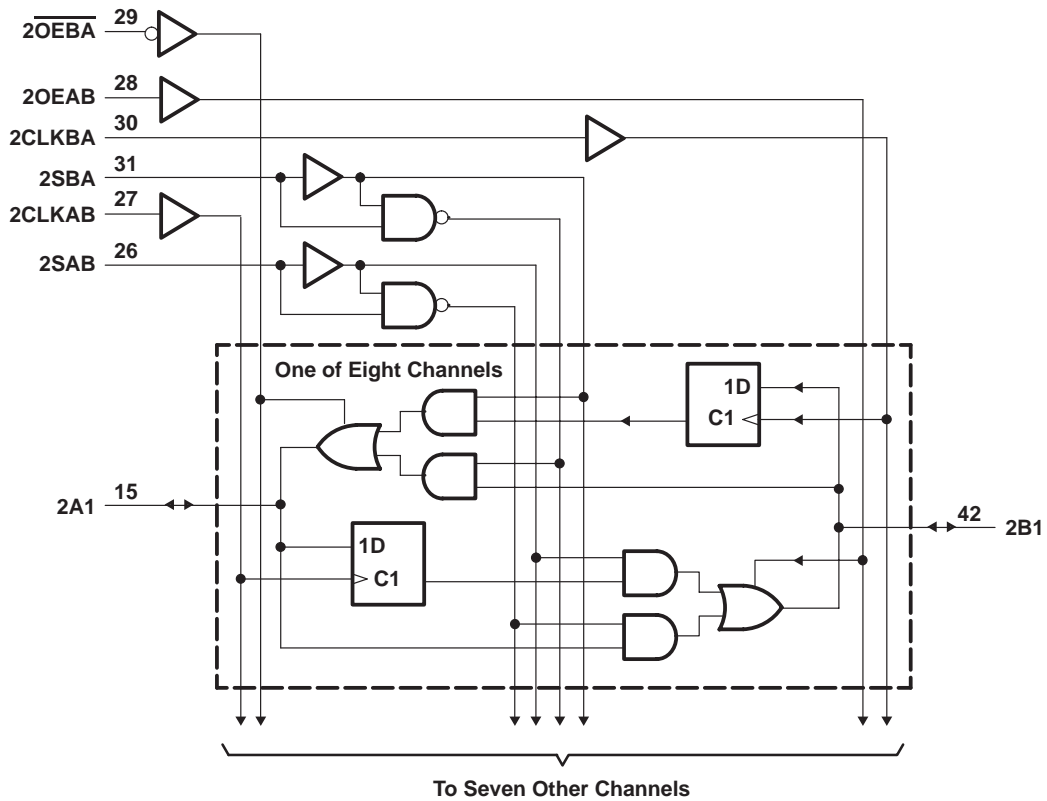 2OEBA 29
2OEAB 28
2CLKBA 30
2SBA 31
2CLKAB 27
2SAB 26
One of Eight Channels
1D
C1
2A1 15
42 2B1
1D
C1
To Seven Other Channels